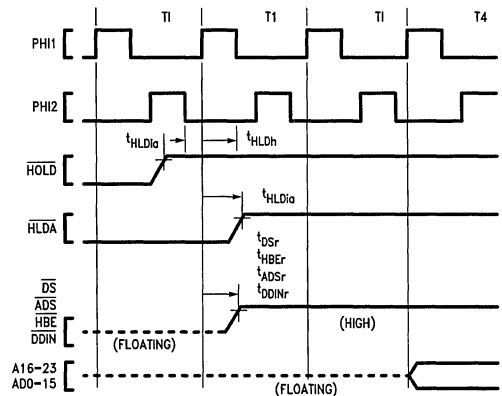 TI T1 TI T4
PHI1
PHI2
tHLDIa tHLDh
HOLD
tHLDia
HLDA
tDSr
tHBEr
tADSr
tDDINr
DS
ADS
HBE
DDIN
(FLOATING)
(HIGH)
A16-23
AD0-15
(FLOATING)